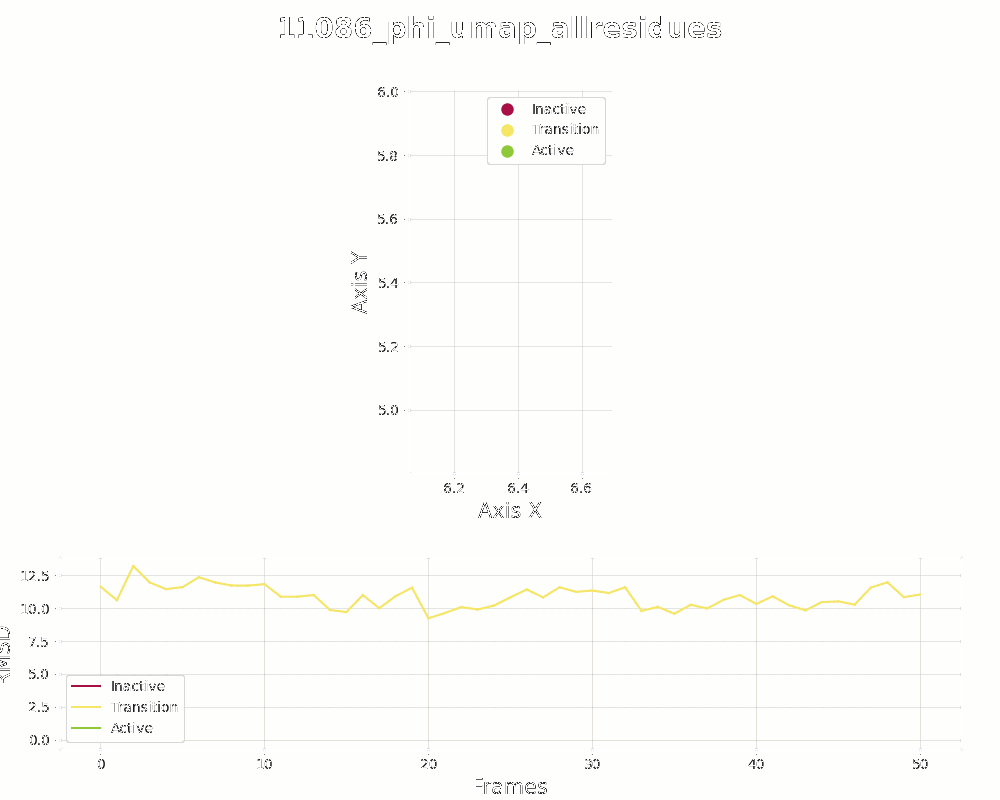 11086_phi_umap_allresidues
6.0
Inactive
Transition
Active
5.8
5.6
5.4
5.2
5.0
Axis Y
6.2 6.4 6.6
Axis X
12.5
10.0
7.5
5.0
2.5
0.0
RMSD
Inactive
Transition
Active
0 10 20 30 40 50
Frames